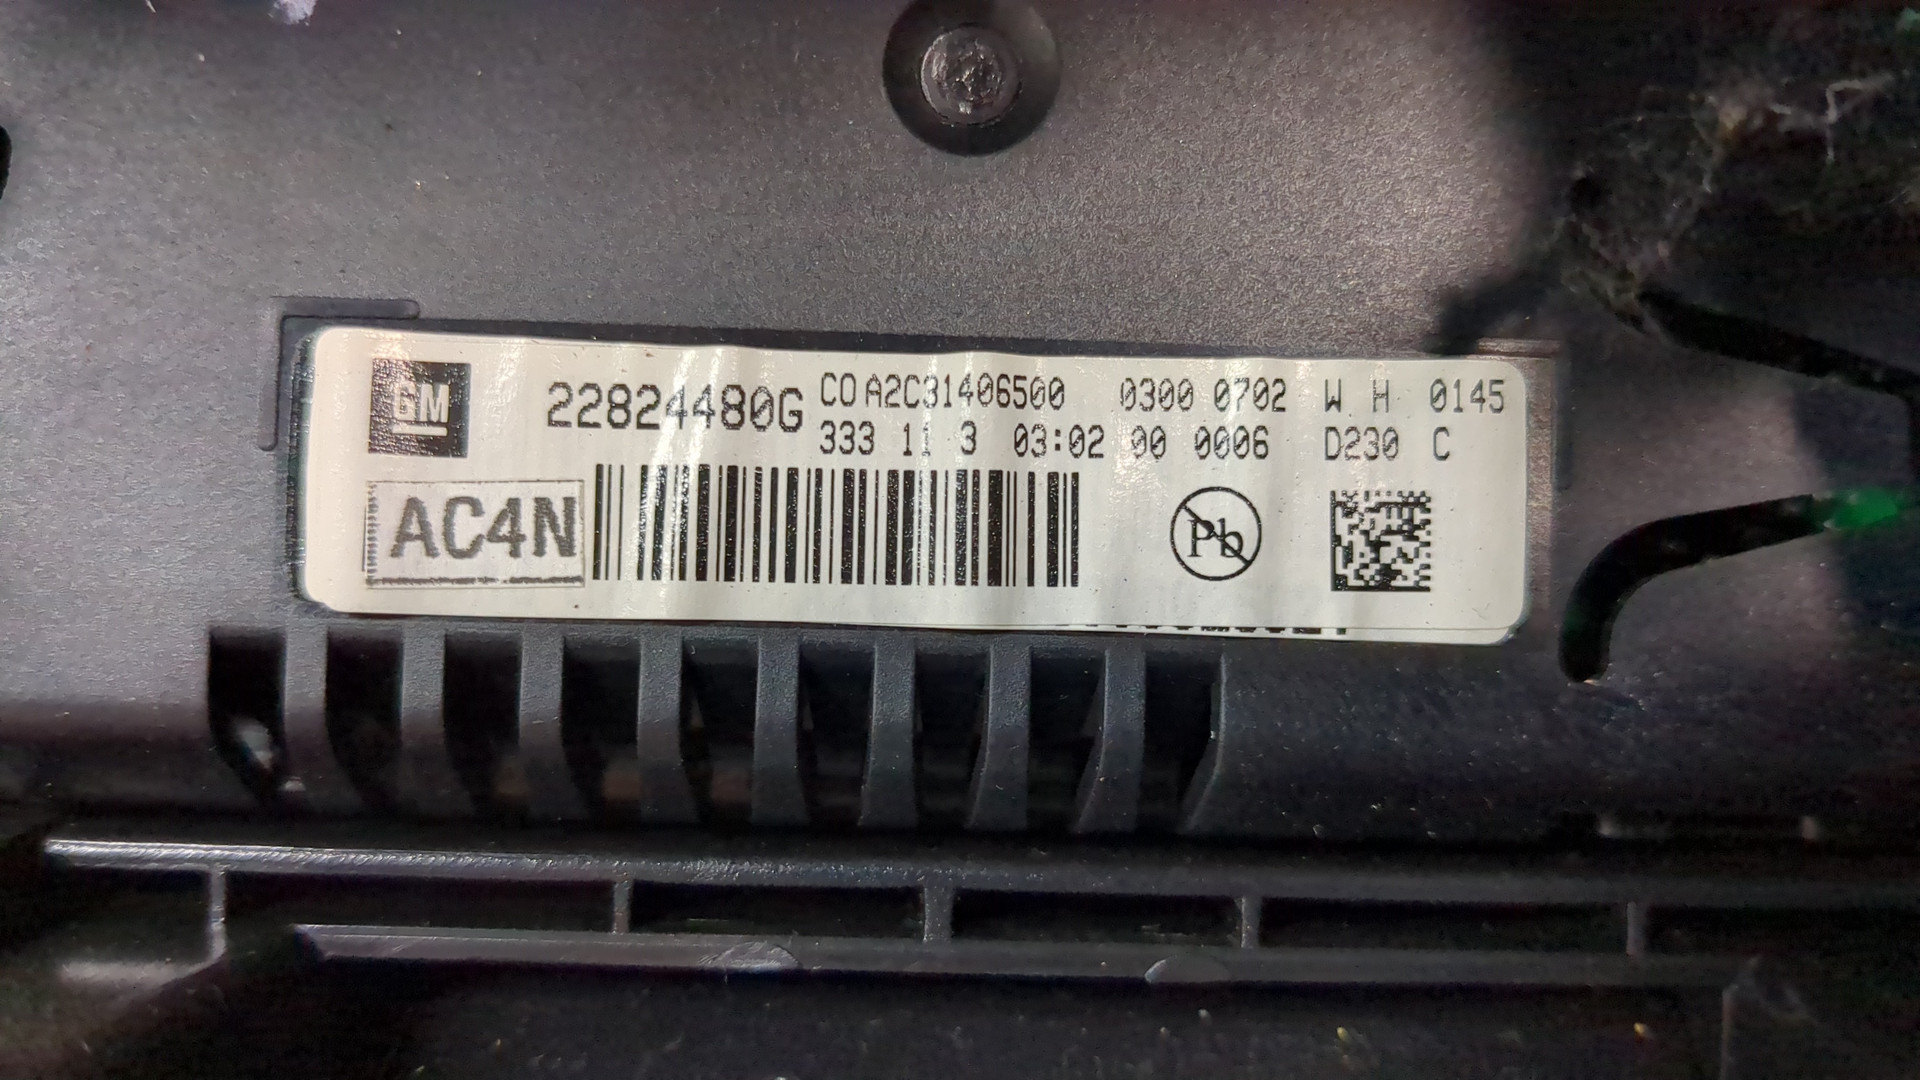 GM
22824480G CO A2C31406500 0300 0702 W H 0145
333 11 3 03:02 00 0006 D230 C
AC4N
Pb